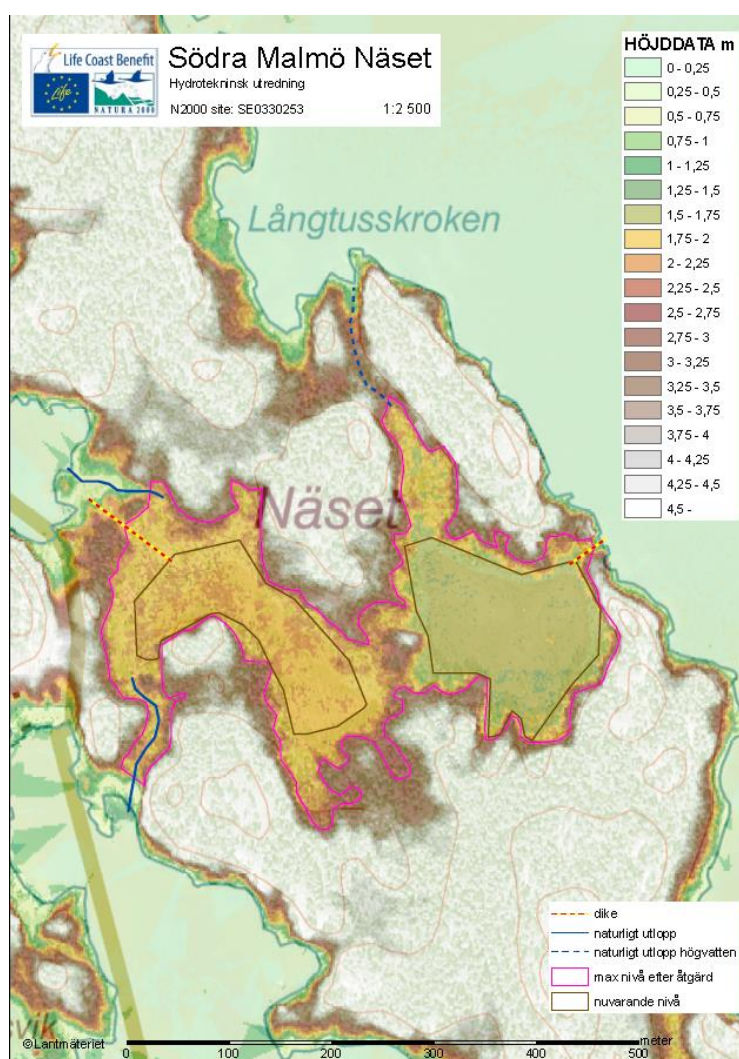 Life Coast Benefit
Life
NATURA 2000
Södra Malmö Näset
Hydrotekninsk utredning
N2000 site: SE0330253 1:2 500
HÖJDDATA m
0 - 0,25
0,25 - 0,5
0,5 - 0,75
0,75 - 1
1 - 1,25
1,25 - 1,5
1,5 - 1,75
1,75 - 2
2 - 2,25
2,25 - 2,5
2,5 - 2,75
2,75 - 3
3 - 3,25
3,25 - 3,5
3,5 - 3,75
3,75 - 4
4 - 4,25
4,25 - 4,5
4,5 -
Långtusskroken
Näset
dike
naturligt utlopp
naturligt utlopp högvatten
max nivå efter åtgärd
nuvarande nivå
svik
©Lantmäteriet
meter
0 100 200 300 400 500